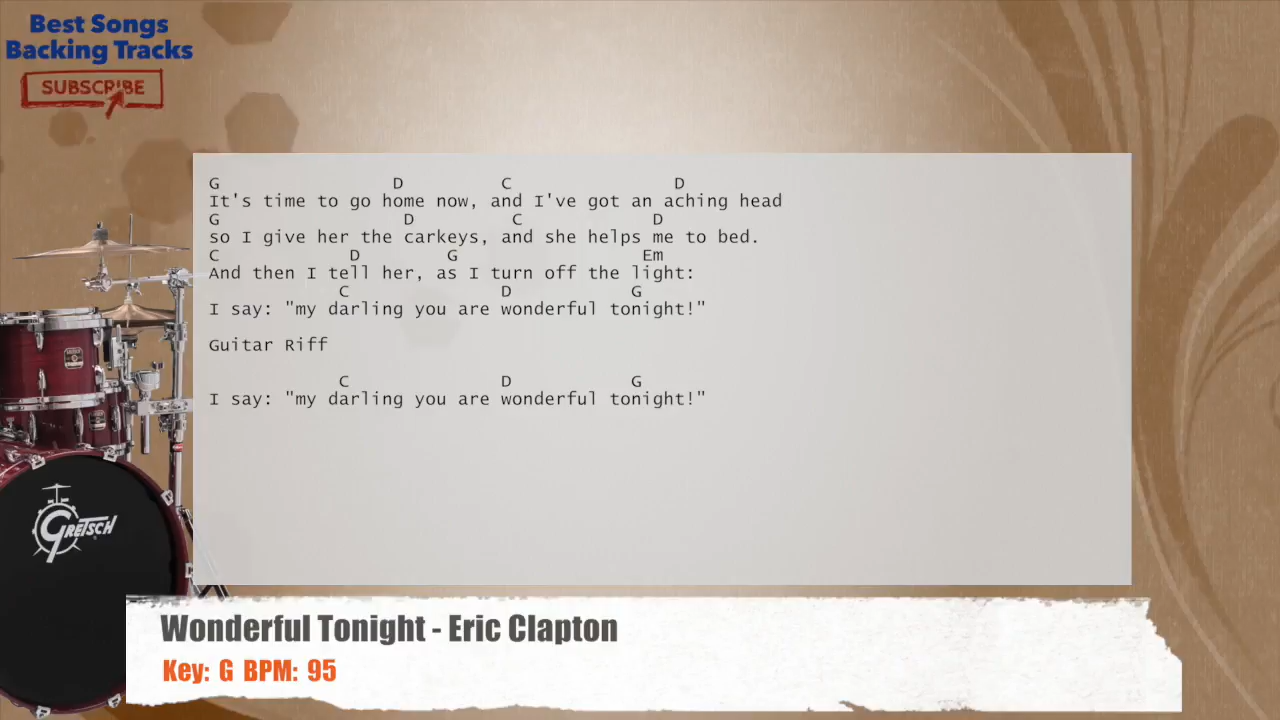 Best Songs
Backing Tracks
SUBSCRIBE
G D C D
It's time to go home now, and I've got an aching head
G D C D
so I give her the carkeys, and she helps me to bed.
C D G Em
And then I tell her, as I turn off the light:
C D G
I say: "my darling you are wonderful tonight!"
Guitar Riff
C D G
I say: "my darling you are wonderful tonight!"
GRETSCH
Wonderful Tonight - Eric Clapton
Key: G BPM: 95